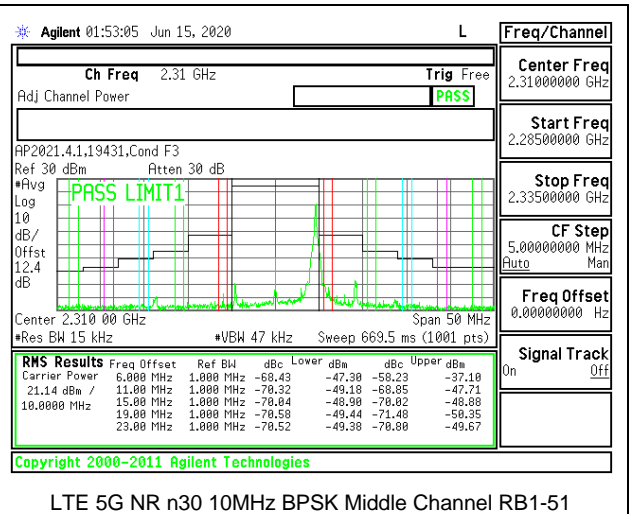 Agilent 01:53:05 Jun 15, 2020 L Freq/Channel
Ch Freq 2.31 GHz Trig Free
Adj Channel Power PASS
Center Freq
2.31000000 GHz
Start Freq
2.28500000 GHz
AP2021.4.1,19431,Cond F3
Ref 30 dBm Atten 30 dB
#Avg
Log
10
dB/
Offst
12.4
dB
PASS LIMIT1
Stop Freq
2.33500000 GHz
CF Step
5.00000000 MHz
Auto Man
Freq Offset
0.00000000 Hz
Center 2.310 00 GHz Span 50 MHz
#Res BW 15 kHz #VBW 47 kHz Sweep 669.5 ms (1001 pts)
Signal Track
On Off
RMS Results Freq Offset Ref BW dBc Lower dBm dBc Upper dBm
Carrier Power 6.000 MHz 1.000 MHz -68.43 -47.30 -58.23 -37.10
21.14 dBm / 11.00 MHz 1.000 MHz -70.32 -49.18 -68.85 -47.71
10.0000 MHz 15.00 MHz 1.000 MHz -70.04 -48.90 -70.02 -48.88
19.00 MHz 1.000 MHz -70.58 -49.44 -71.48 -50.35
23.00 MHz 1.000 MHz -70.52 -49.38 -70.80 -49.67
Copyright 2000-2011 Agilent Technologies
LTE 5G NR n30 10MHz BPSK Middle Channel RB1-51